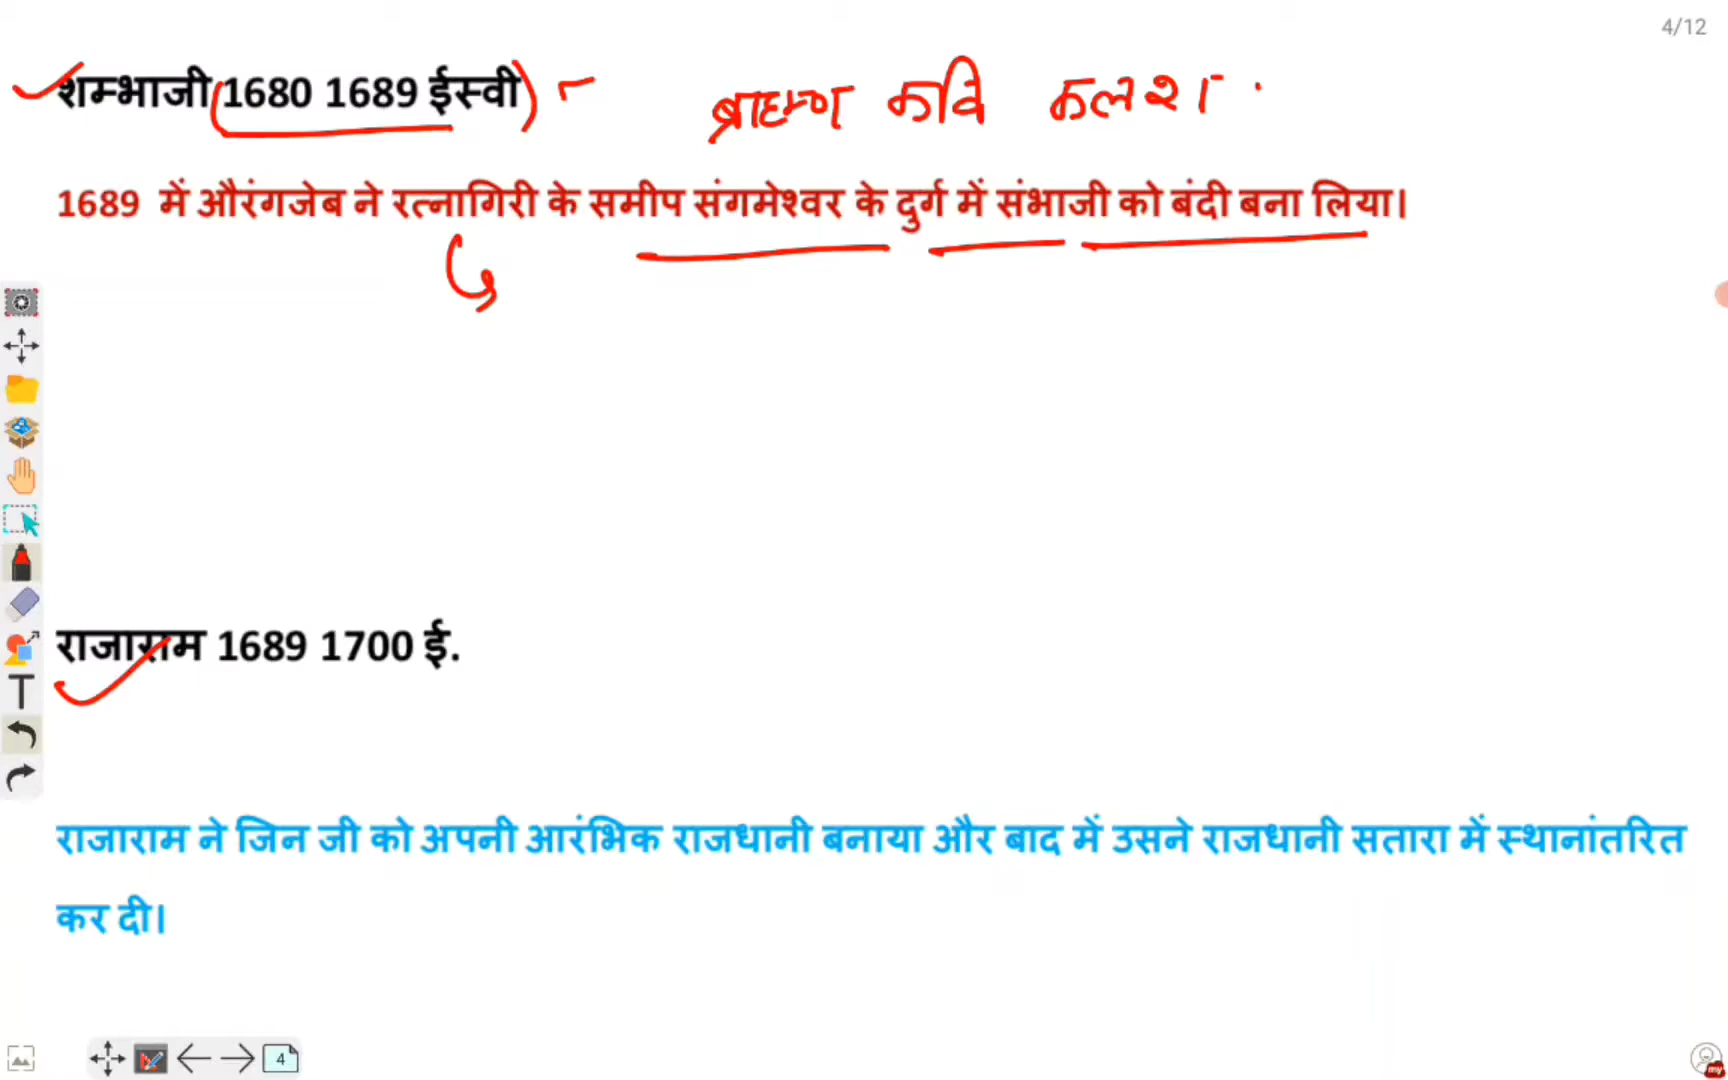 4/12
शम्भाजी (1680 1689 ईस्वी) - ब्राह्मण कवि कलश।
1689 में औरंगजेब ने रत्नागिरी के समीप संगमेश्वर के दुर्ग में संभाजी को बंदी बना लिया।
राजाराम 1689 1700 ई.
राजाराम ने जिन जी को अपनी आरंभिक राजधानी बनाया और बाद में उसने राजधानी सतारा में स्थानांतरित
कर दी।
4